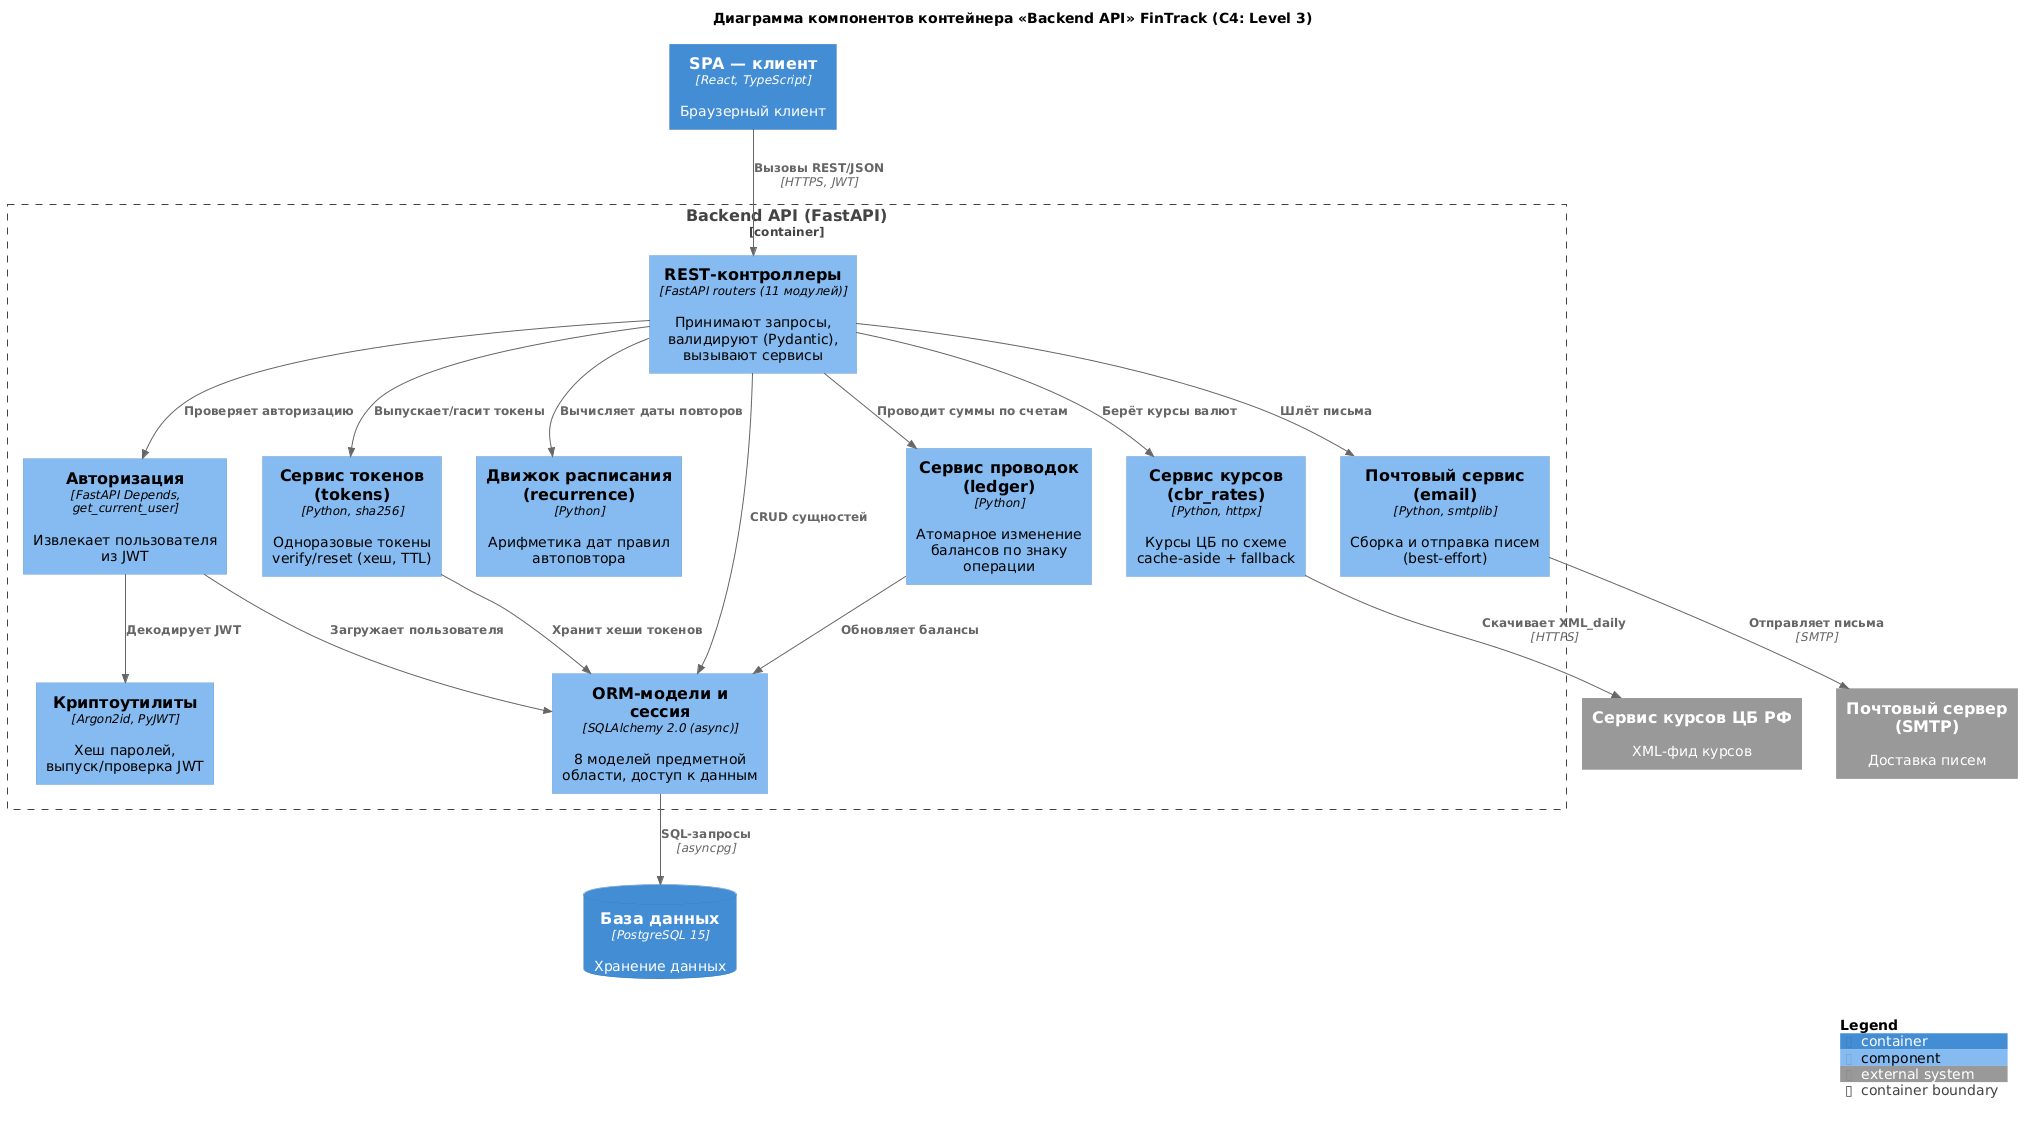 Диаграмма компонентов контейнера «Backend API» FinTrack (C4: Level 3)
SPA — клиент
[React, TypeScript]
Браузерный клиент
Вызовы REST/JSON
[HTTPS, JWT]
Backend API (FastAPI)
[container]
REST-контроллеры
[FastAPI routers (11 модулей)]
Принимают запросы,
валидируют (Pydantic),
вызывают сервисы
Проверяет авторизацию
Выпускает/гасит токены
Вычисляет даты повторов
Проводит суммы по счетам
Берёт курсы валют
Шлёт письма
Авторизация
[FastAPI Depends,
get_current_user]
Извлекает пользователя
из JWT
Сервис токенов
(tokens)
[Python, sha256]
Одноразовые токены
verify/reset (хеш, TTL)
Движок расписания
(recurrence)
[Python]
Арифметика дат правил
автоповтора
CRUD сущностей
Сервис проводок
(ledger)
[Python]
Атомарное изменение
балансов по знаку
операции
Сервис курсов
(cbr_rates)
[Python, httpx]
Курсы ЦБ по схеме
cache-aside + fallback
Почтовый сервис
(email)
[Python, smtplib]
Сборка и отправка писем
(best-effort)
Декодирует JWT
Загружает пользователя
Хранит хеши токенов
Обновляет балансы
Скачивает XML_daily
[HTTPS]
Отправляет письма
[SMTP]
Криптоутилиты
[Argon2id, PyJWT]
Хеш паролей,
выпуск/проверка JWT
ORM-модели и
сессия
[SQLAlchemy 2.0 (async)]
8 моделей предметной
области, доступ к данным
Сервис курсов ЦБ РФ
XML-фид курсов
Почтовый сервер
(SMTP)
Доставка писем
SQL-запросы
[asyncpg]
База данных
[PostgreSQL 15]
Хранение данных
Legend
container
component
external system
container boundary